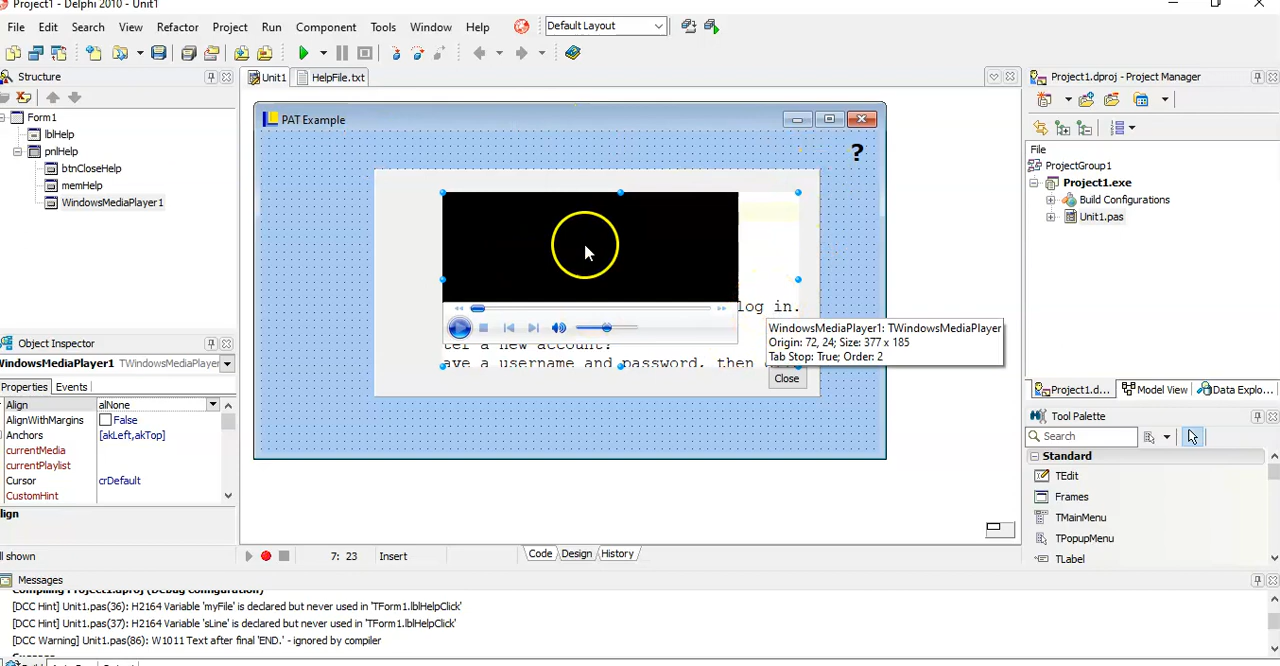 Project1 - Delphi 2010 - Unit1
File Edit Search View Refactor Project Run Component Tools Window Help
Default Layout
Structure
Form1
lblHelp
pnlHelp
btnCloseHelp
memHelp
WindowsMediaPlayer1
Unit1 HelpFile.txt
PAT Example
?
log in.
ter a new account?
ave a username and password, then
Close
WindowsMediaPlayer1: TWindowsMediaPlayer
Origin: 72, 24; Size: 377 x 185
Tab Stop: True; Order: 2
Object Inspector
WindowsMediaPlayer1 TWindowsMediaPlayer
Properties Events
Align alNone
AlignWithMargins False
Anchors [akLeft,akTop]
currentMedia
currentPlaylist
Cursor crDefault
CustomHint
lign
ll shown
7: 23 Insert
Code Design History
Project1.dproj - Project Manager
File
ProjectGroup1
Project1.exe
Build Configurations
Unit1.pas
Project1.d... Model View Data Explo...
Tool Palette
Search
Standard
TEdit
Frames
TMainMenu
TPopupMenu
TLabel
Messages
Compiling Project1.dproj (Debug configuration)
[DCC Hint] Unit1.pas(36): H2164 Variable 'myFile' is declared but never used in 'TForm1.lblHelpClick'
[DCC Hint] Unit1.pas(37): H2164 Variable 'sLine' is declared but never used in 'TForm1.lblHelpClick'
[DCC Warning] Unit1.pas(86): W1011 Text after final 'END.' - ignored by compiler